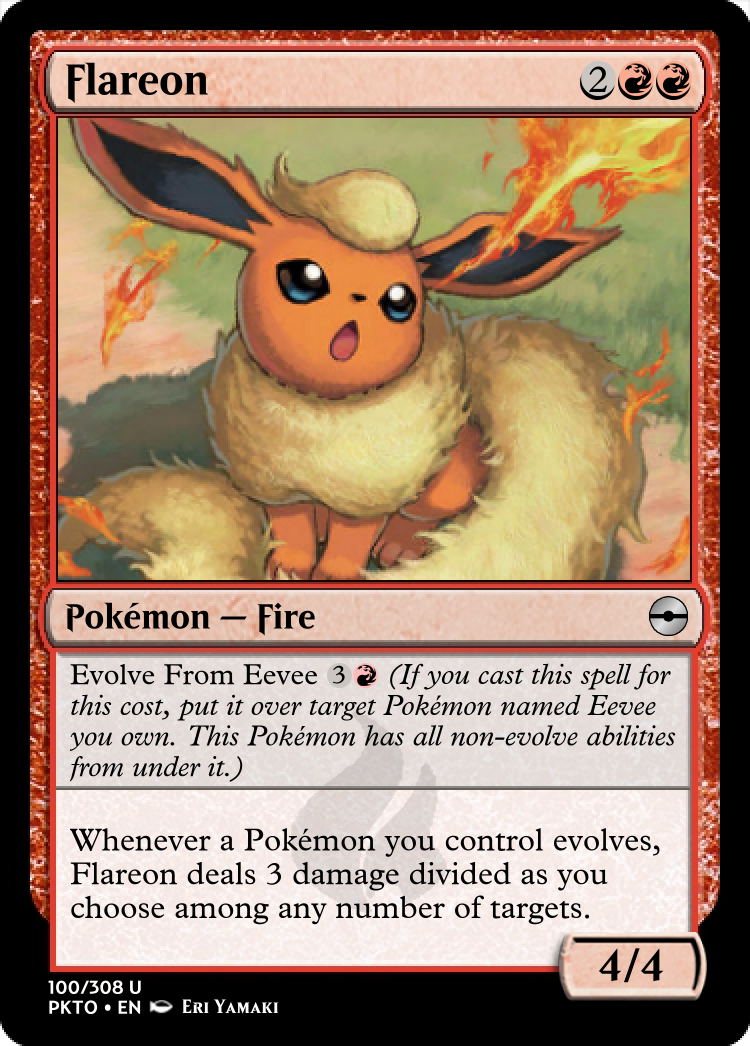 Flareon 2
Pokémon — Fire
Evolve From Eevee 3 (If you cast this spell for
this cost, put it over target Pokémon named Eevee
you own. This Pokémon has all non-evolve abilities
from under it.)
Whenever a Pokémon you control evolves,
Flareon deals 3 damage divided as you
choose among any number of targets.
4/4
100/308 U
PKTO • EN Eri Yamaki